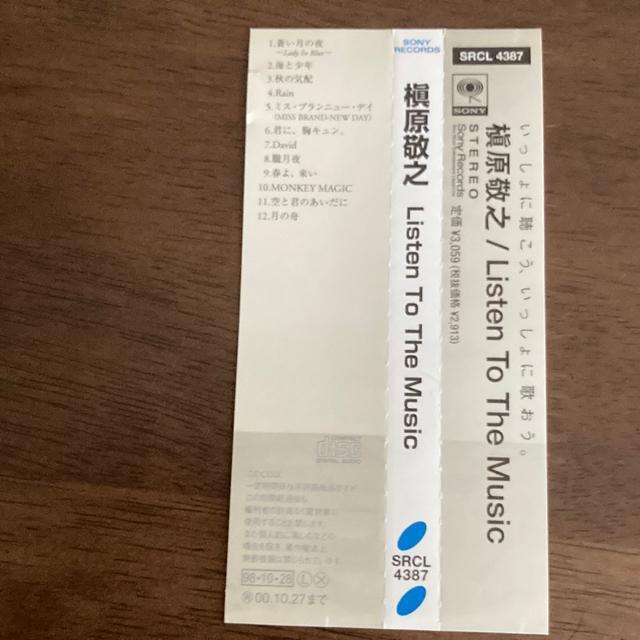 1.蒼い月の夜
～Lady In Blue～
2.海と少年
3.秋の気配
4.Rain
5.ミス・ブランニュー・デイ
(MISS BRAND-NEW DAY)
6.君に、胸キュン。
7.David
8.朧月夜
9.春よ、来い
10.MONKEY MAGIC
11.空と君のあいだに
12.月の舟
disc
DIGITAL AUDIO
98・10・28 Ⓛ Ⓧ
00.10.27まで
SONY
RECORDS
槇原敬之 Listen To The Music
SRCL
4387
SRCL 4387
SONY
いっしょに聴こう、いっしょに歌おう。
槇原敬之 / Listen To The Music
STEREO
Sony Records
定価 ¥3,059 (税抜価格 ¥2,913)